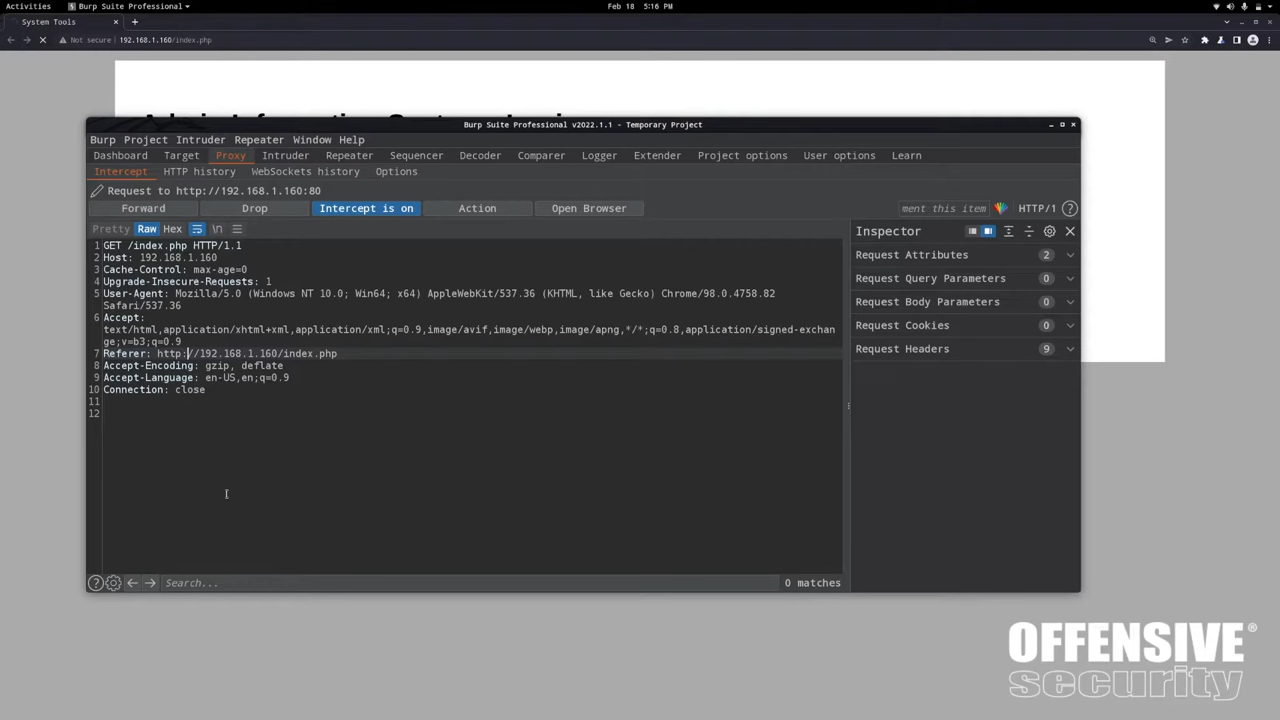 Activities
Burp Suite Professional
Feb 18 5:16 PM
System Tools
Not secure 192.168.1.160/index.php
Burp Suite Professional v2022.1.1 - Temporary Project
Burp Project Intruder Repeater Window Help
Dashboard Target Proxy Intruder Repeater Sequencer Decoder Comparer Logger Extender Project options User options Learn
Intercept HTTP history WebSockets history Options
Request to http://192.168.1.160:80
Forward Drop Intercept is on Action Open Browser ment this item HTTP/1
Pretty Raw Hex \n
Inspector
1 GET /index.php HTTP/1.1
2 Host: 192.168.1.160
3 Cache-Control: max-age=0
4 Upgrade-Insecure-Requests: 1
5 User-Agent: Mozilla/5.0 (Windows NT 10.0; Win64; x64) AppleWebKit/537.36 (KHTML, like Gecko) Chrome/98.0.4758.82
Safari/537.36
6 Accept:
text/html,application/xhtml+xml,application/xml;q=0.9,image/avif,image/webp,image/apng,*/*;q=0.8,application/signed-exchan
ge;v=b3;q=0.9
7 Referer: http://192.168.1.160/index.php
8 Accept-Encoding: gzip, deflate
9 Accept-Language: en-US,en;q=0.9
10 Connection: close
11
12
Request Attributes 2
Request Query Parameters 0
Request Body Parameters 0
Request Cookies 0
Request Headers 9
Search... 0 matches
OFFENSIVE®
security